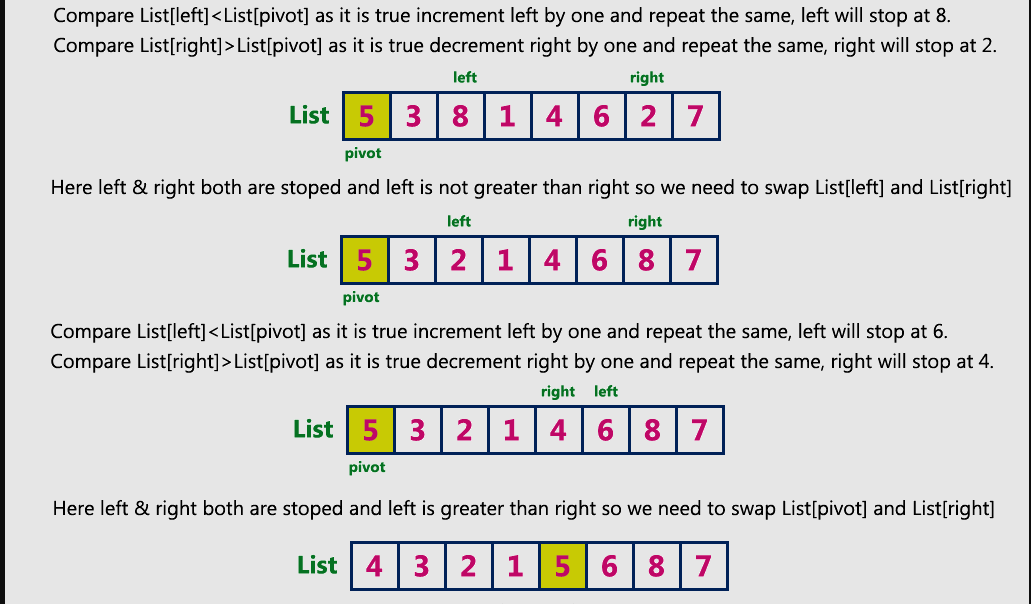 Compare List[left]<List[pivot] as it is true increment left by one and repeat the same, left will stop at 8.
Compare List[right]>List[pivot] as it is true decrement right by one and repeat the same, right will stop at 2.
left right
List 5 3 8 1 4 6 2 7
pivot
Here left & right both are stoped and left is not greater than right so we need to swap List[left] and List[right]
left right
List 5 3 2 1 4 6 8 7
pivot
Compare List[left]<List[pivot] as it is true increment left by one and repeat the same, left will stop at 6.
Compare List[right]>List[pivot] as it is true decrement right by one and repeat the same, right will stop at 4.
right left
List 5 3 2 1 4 6 8 7
pivot
Here left & right both are stoped and left is greater than right so we need to swap List[pivot] and List[right]
List 4 3 2 1 5 6 8 7